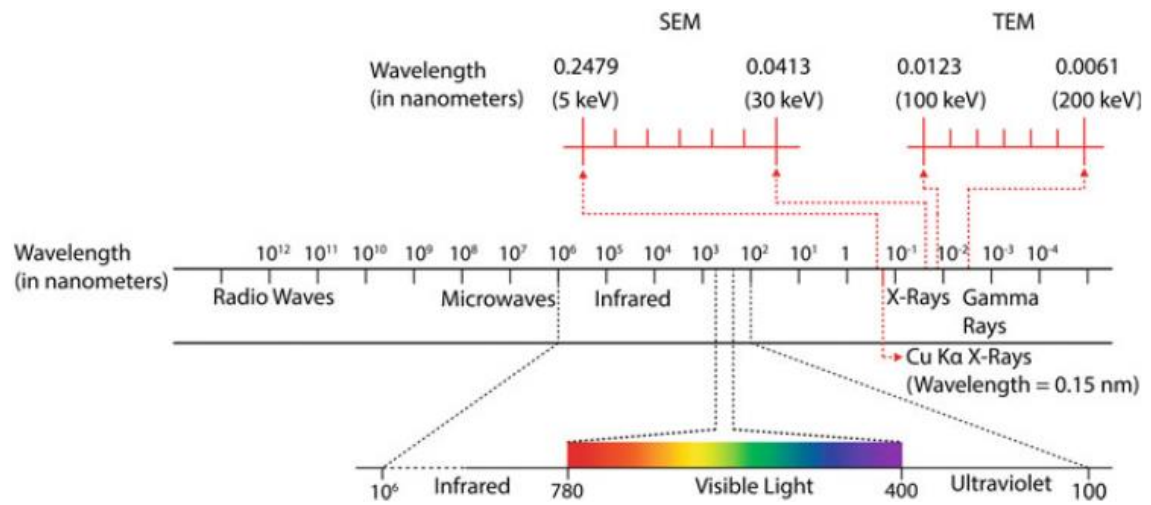 SEM TEM
Wavelength 0.2479 0.0413 0.0123 0.0061
(in nanometers) (5 keV) (30 keV) (100 keV) (200 keV)
Wavelength 10¹² 10¹¹ 10¹⁰ 10⁹ 10⁸ 10⁷ 10⁶ 10⁵ 10⁴ 10³ 10² 10¹ 1 10⁻¹ 10⁻² 10⁻³ 10⁻⁴
(in nanometers)
Radio Waves Microwaves Infrared X-Rays Gamma
Rays
Cu Kα X-Rays
(Wavelength = 0.15 nm)
10⁶ Infrared 780 Visible Light 400 Ultraviolet 100